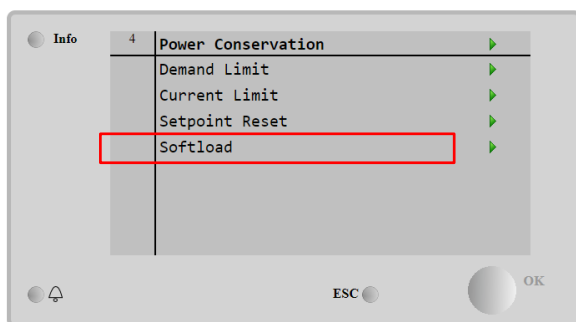 Info
4 Power Conservation
Demand Limit
Current Limit
Setpoint Reset
Softload
ESC
OK